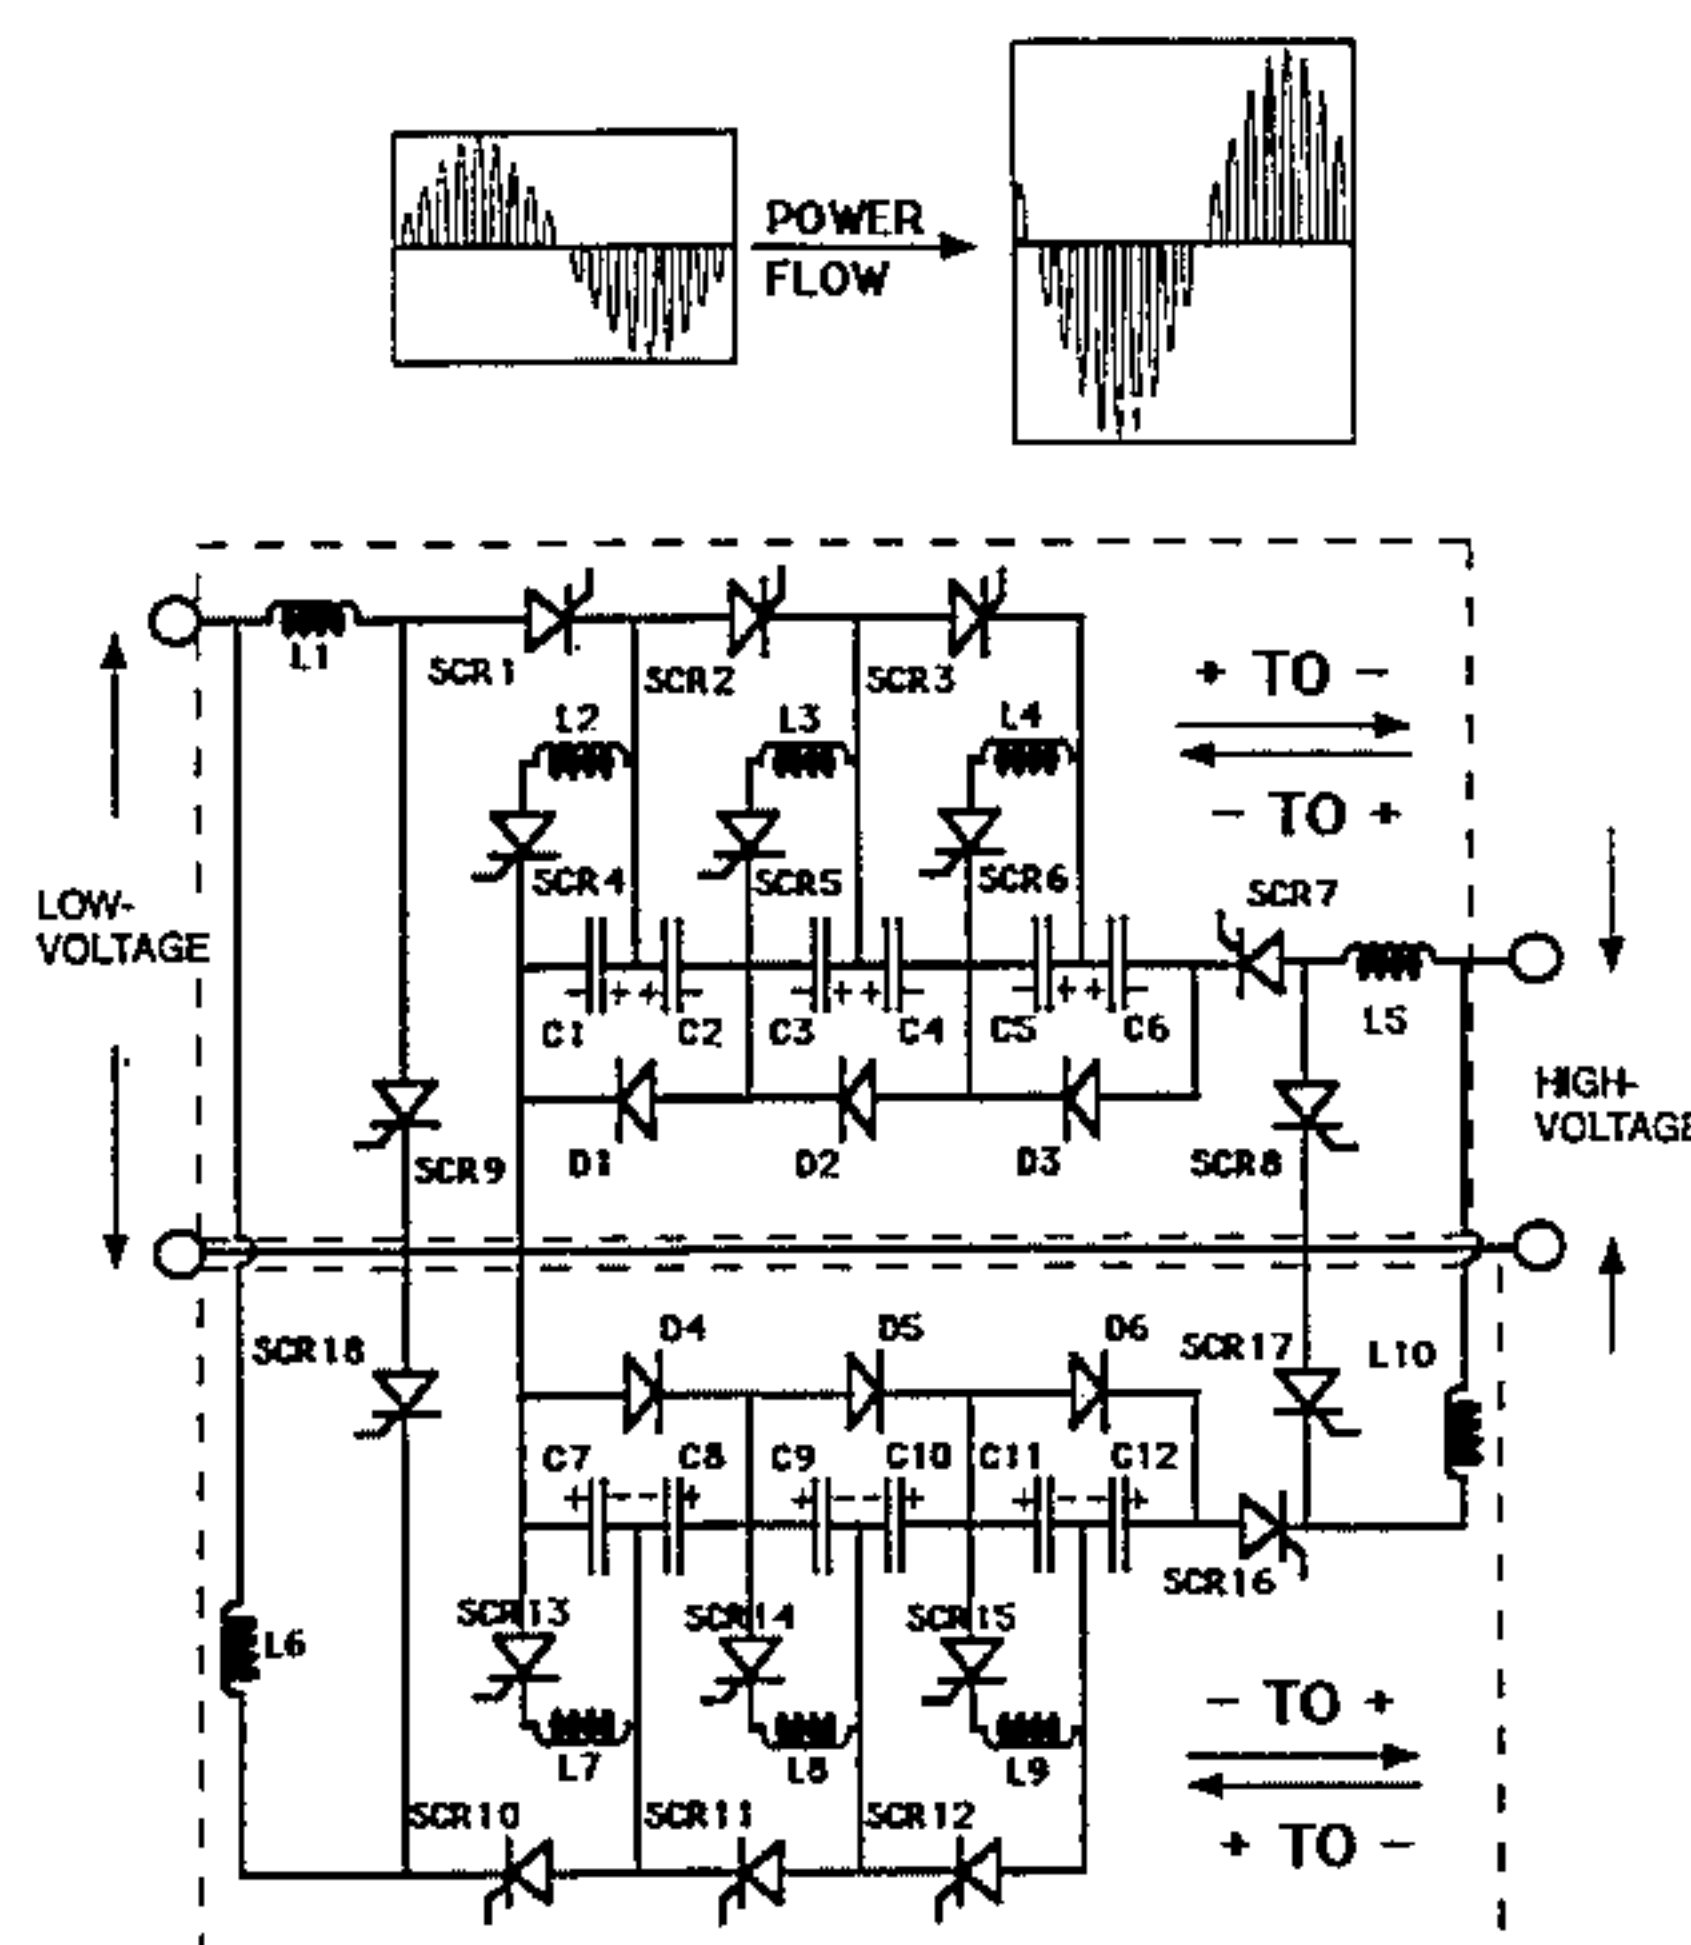 POWER
FLOW
L1
SCR1
SCR2
SCR3
+ TO -
L2
L3
L4
- TO +
SCR4
SCR5
SCR6
SCR7
LOW-
VOLTAGE
- + + -
- + + -
- + + -
C1
C2
C3
C4
C5
C6
L5
HIGH-
VOLTAGE
SCR9
D1
D2
D3
SCR8
SCR18
D4
D5
D6
SCR17
L10
C7
C8
C9
C10
C11
C12
+ - - +
+ - - +
+ - - +
SCR16
SCR13
SCR14
SCR15
L6
L7
L8
L9
- TO +
SCR10
SCR11
SCR12
+ TO -